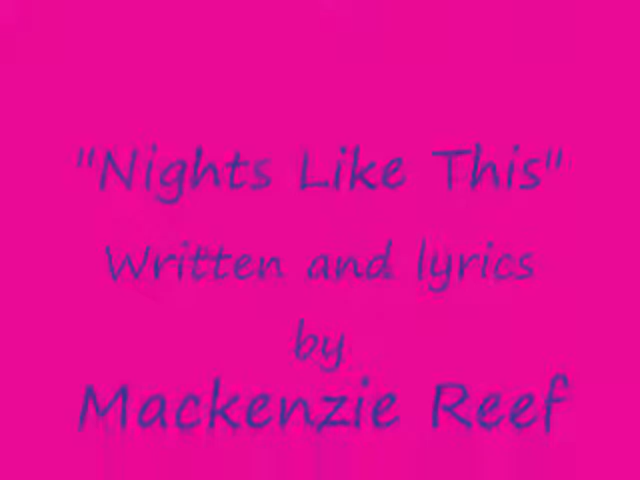 "Nights Like This"
Written and lyrics
by
Mackenzie Reef